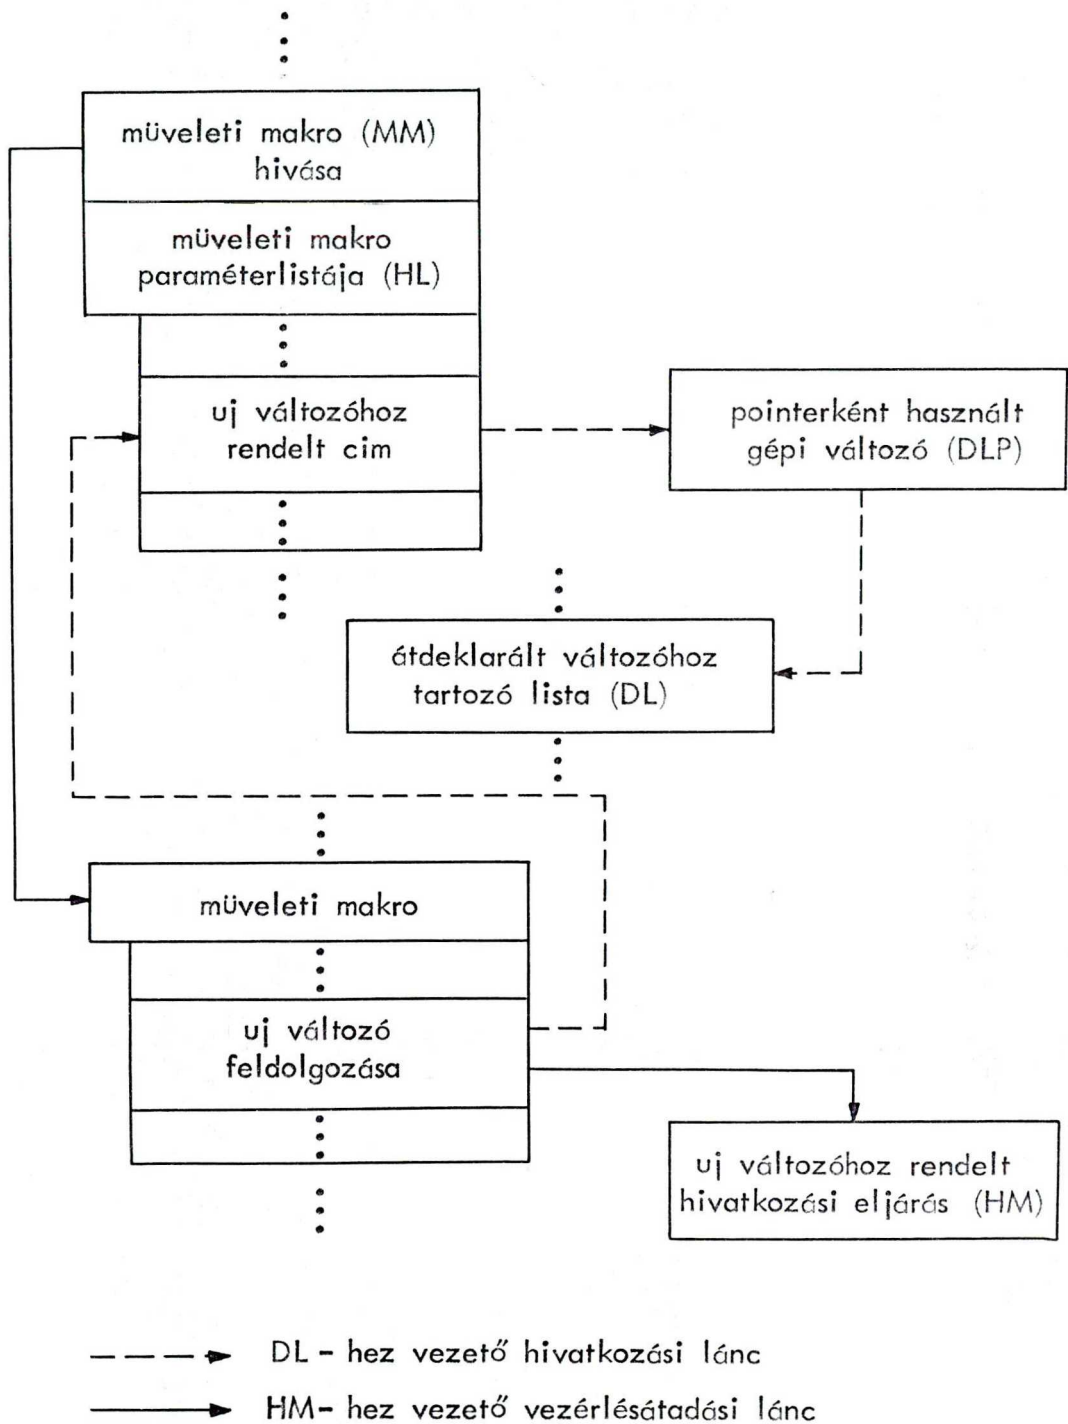 müveleti makro (MM)
hivása
müveleti makro
paraméterlistája (HL)
uj változóhoz
rendelt cim
pointerként használt
gépi változó (DLP)
átdeklarált változóhoz
tartozó lista (DL)
müveleti makro
uj változó
feldolgozása
uj változóhoz rendelt
hivatkozási eljárás (HM)
DL - hez vezető hivatkozási lánc
HM - hez vezető vezérlésátadási lánc